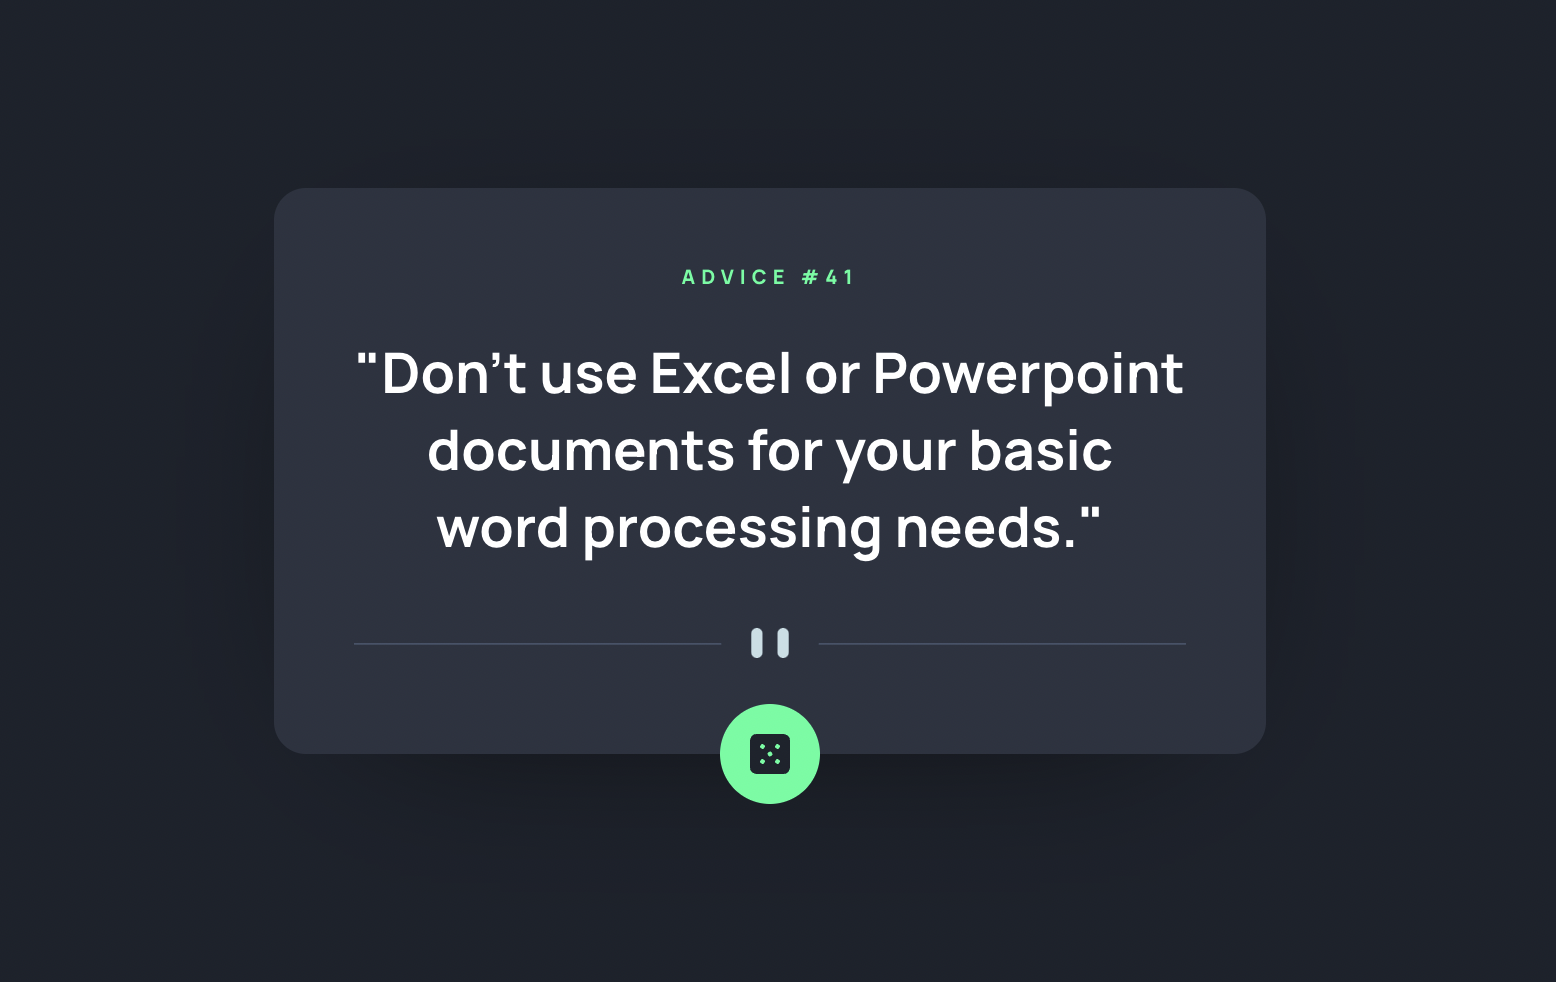 ADVICE #41
"Don't use Excel or Powerpoint
documents for your basic
word processing needs."